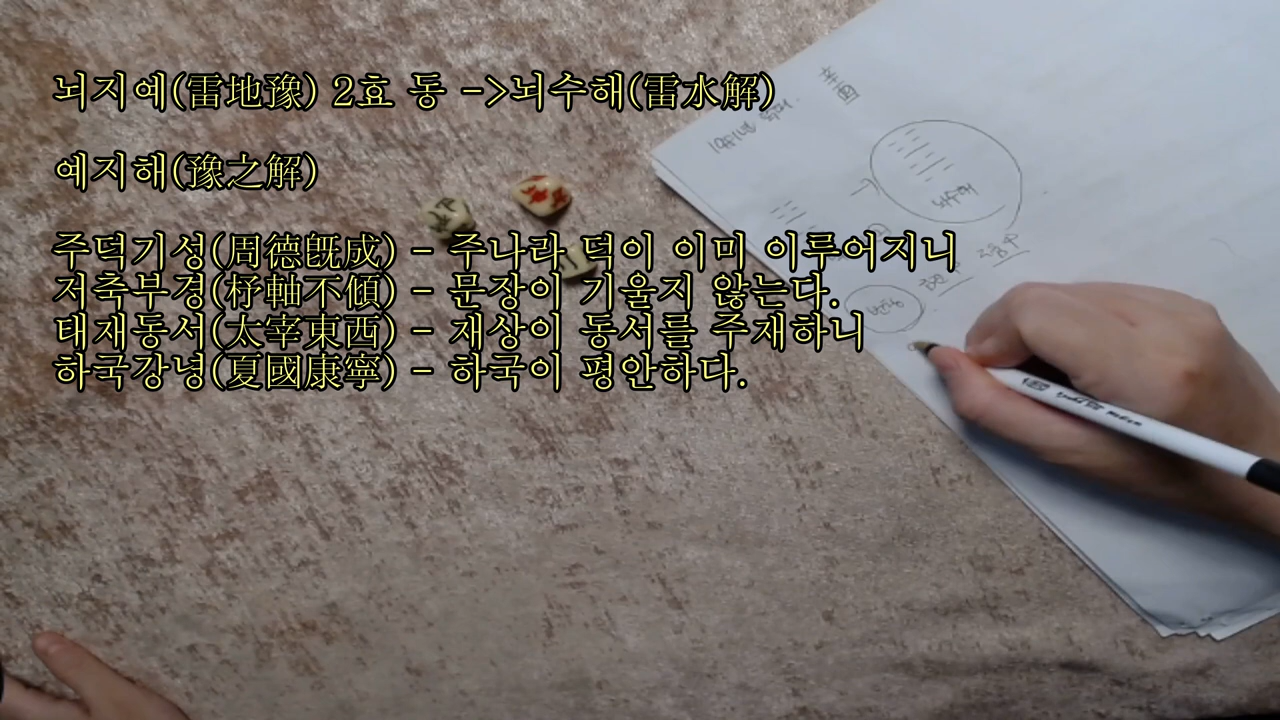 뇌지예(雷地豫) 2효 동 ->뇌수해(雷水解)
예지해(豫之解)
주덕기성(周德旣成) - 주나라 덕이 이미 이루어지니
저축부경(杼軸不傾) - 문장이 기울지 않는다.
태재동서(太宰東西) - 재상이 동서를 주재하니
하국강녕(夏國康寧) - 하국이 평안하다.
뇌수해